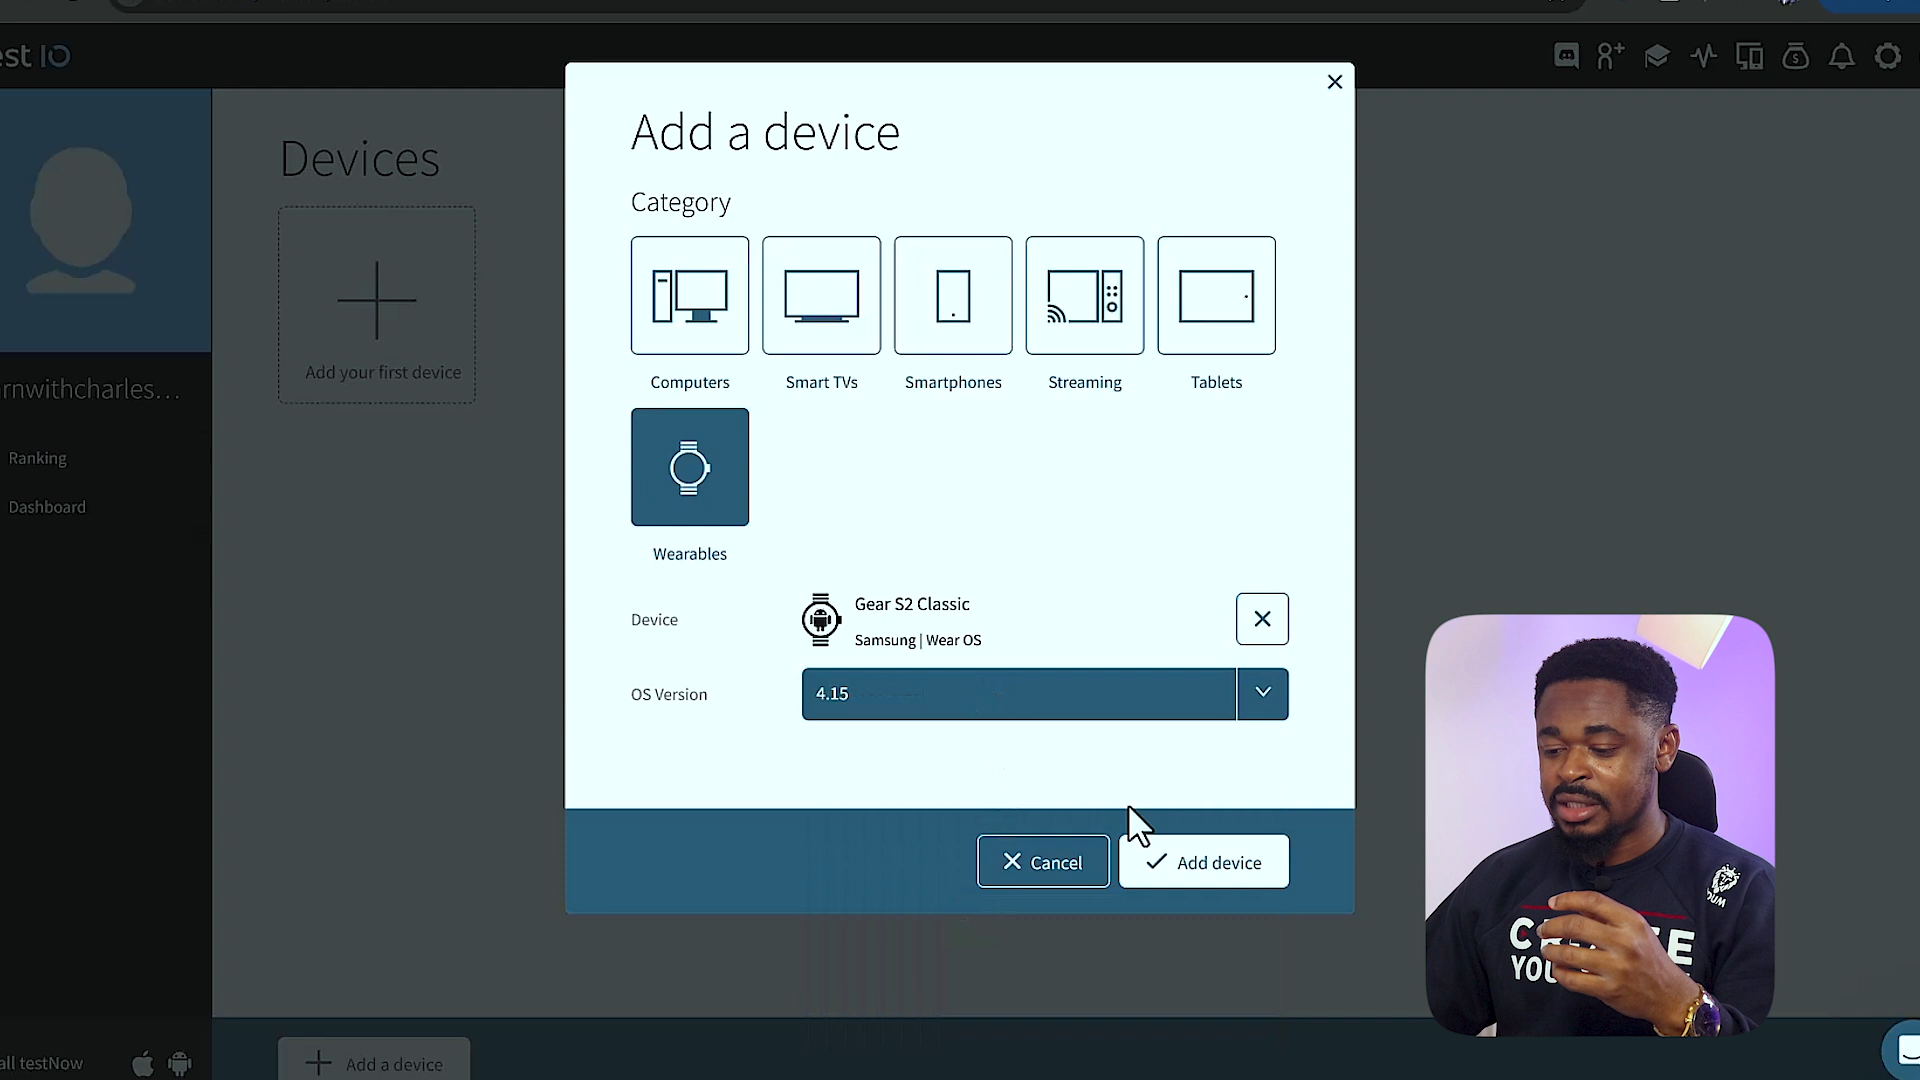 est IO
Devices
Add your first device
rnwithcharles...
Ranking
Dashboard
all testNow
Add a device
Add a device
Category
Computers
Smart TVs
Smartphones
Streaming
Tablets
Wearables
Device
Gear S2 Classic
Samsung | Wear OS
OS Version
4.15
Cancel
Add device
OUM
YOU